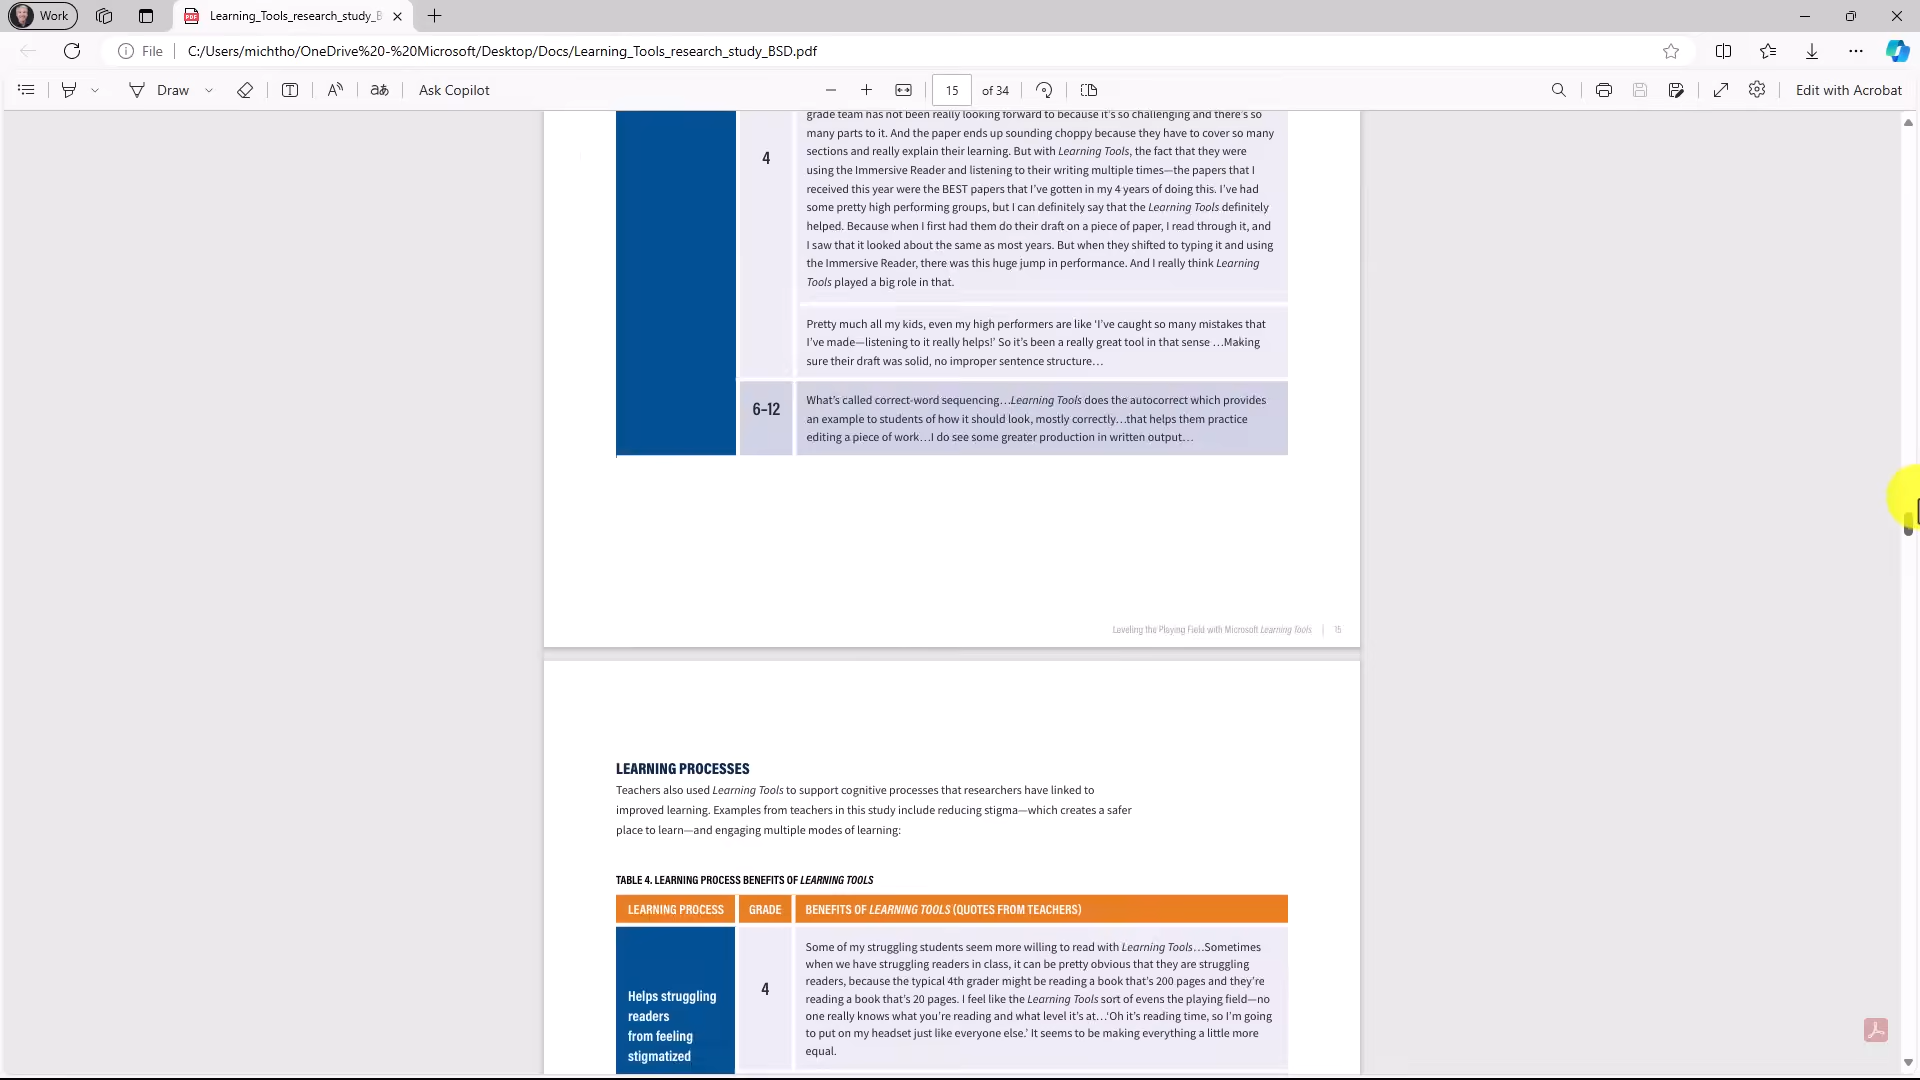 Work
Learning_Tools_research_study_B
File
C:/Users/michtho/OneDrive%20-%20Microsoft/Desktop/Docs/Learning_Tools_research_study_BSD.pdf
Draw
Ask Copilot
15
of 34
Edit with Acrobat
grade team has not been really looking forward to because it's so challenging and there's so
many parts to it. And the paper ends up sounding choppy because they have to cover so many
sections and really explain their learning. But with Learning Tools, the fact that they were
using the Immersive Reader and listening to their writing multiple times—the papers that I
received this year were the BEST papers that I've gotten in my 4 years of doing this. I've had
some pretty high performing groups, but I can definitely say that the Learning Tools definitely
helped. Because when I first had them do their draft on a piece of paper, I read through it, and
I saw that it looked about the same as most years. But when they shifted to typing it and using
the Immersive Reader, there was this huge jump in performance. And I really think Learning
Tools played a big role in that.
4
Pretty much all my kids, even my high performers are like ‘I've caught so many mistakes that
I've made—listening to it really helps!’ So it's been a really great tool in that sense …Making
sure their draft was solid, no improper sentence structure…
6–12
What's called correct-word sequencing…Learning Tools does the autocorrect which provides
an example to students of how it should look, mostly correctly…that helps them practice
editing a piece of work…I do see some greater production in written output…
Leveling the Playing Field with Microsoft Learning Tools | 15
LEARNING PROCESSES
Teachers also used Learning Tools to support cognitive processes that researchers have linked to
improved learning. Examples from teachers in this study include reducing stigma—which creates a safer
place to learn—and engaging multiple modes of learning:
TABLE 4. LEARNING PROCESS BENEFITS OF LEARNING TOOLS
LEARNING PROCESS
GRADE
BENEFITS OF LEARNING TOOLS (QUOTES FROM TEACHERS)
Helps struggling
readers
from feeling
stigmatized
4
Some of my struggling students seem more willing to read with Learning Tools…Sometimes
when we have struggling readers in class, it can be pretty obvious that they are struggling
readers, because the typical 4th grader might be reading a book that's 200 pages and they're
reading a book that's 20 pages. I feel like the Learning Tools sort of evens the playing field—no
one really knows what you're reading and what level it's at…‘Oh it's reading time, so I'm going
to put on my headset just like everyone else.’ It seems to be making everything a little more
equal.